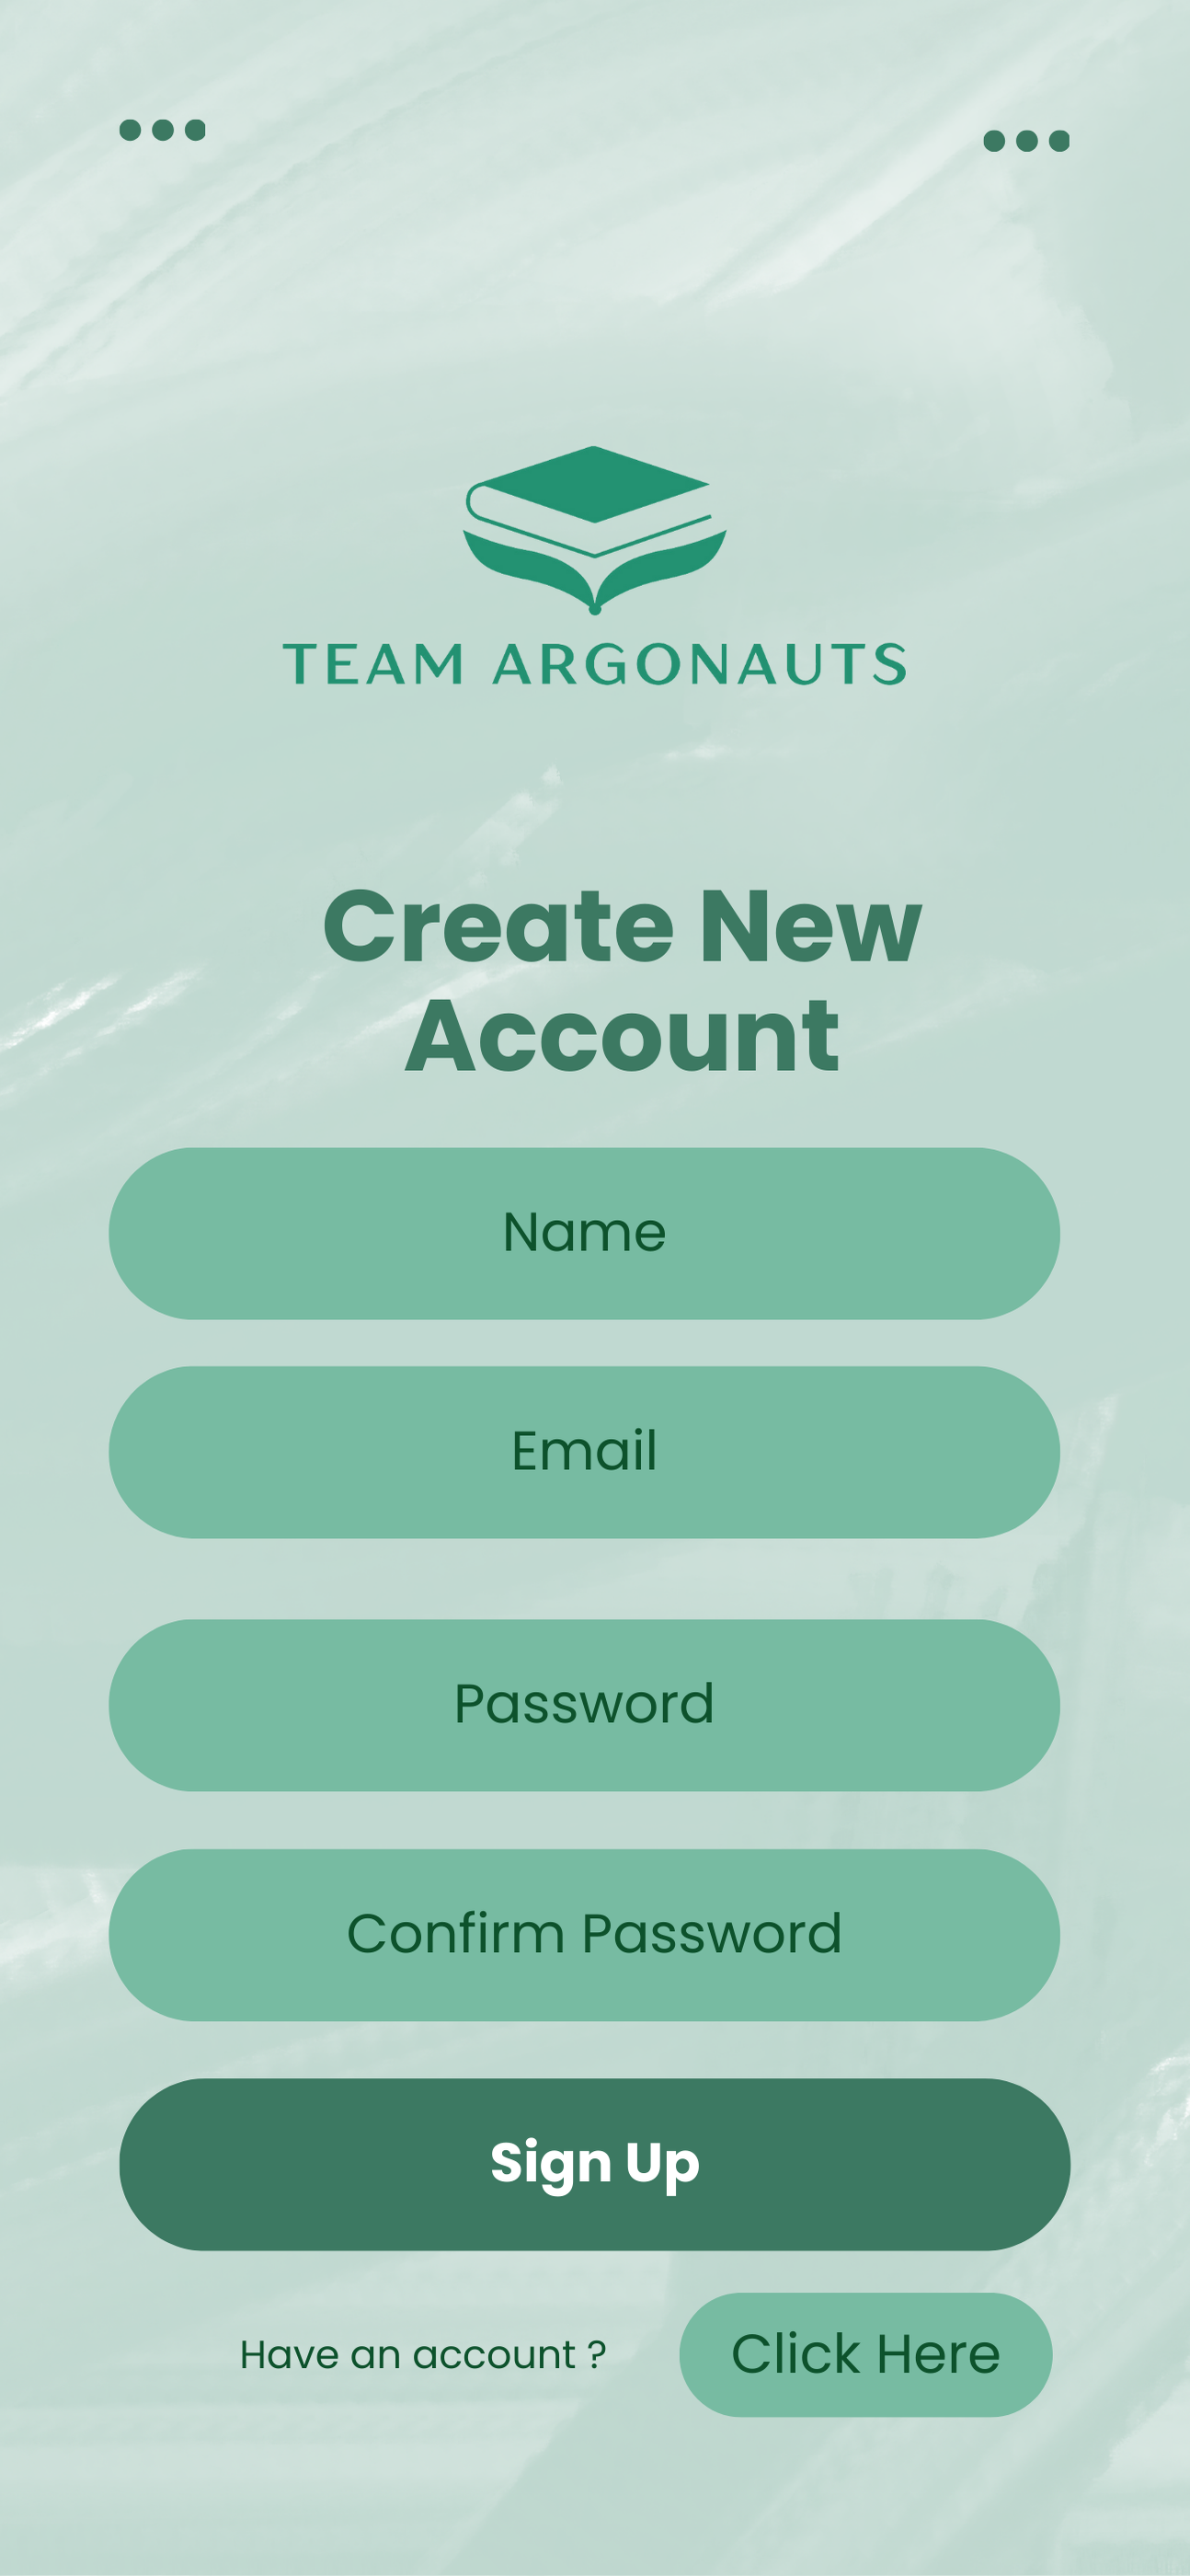 TEAM ARGONAUTS
Create New
Account
Name
Email
Password
Confirm Password
Sign Up
Have an account ?
Click Here